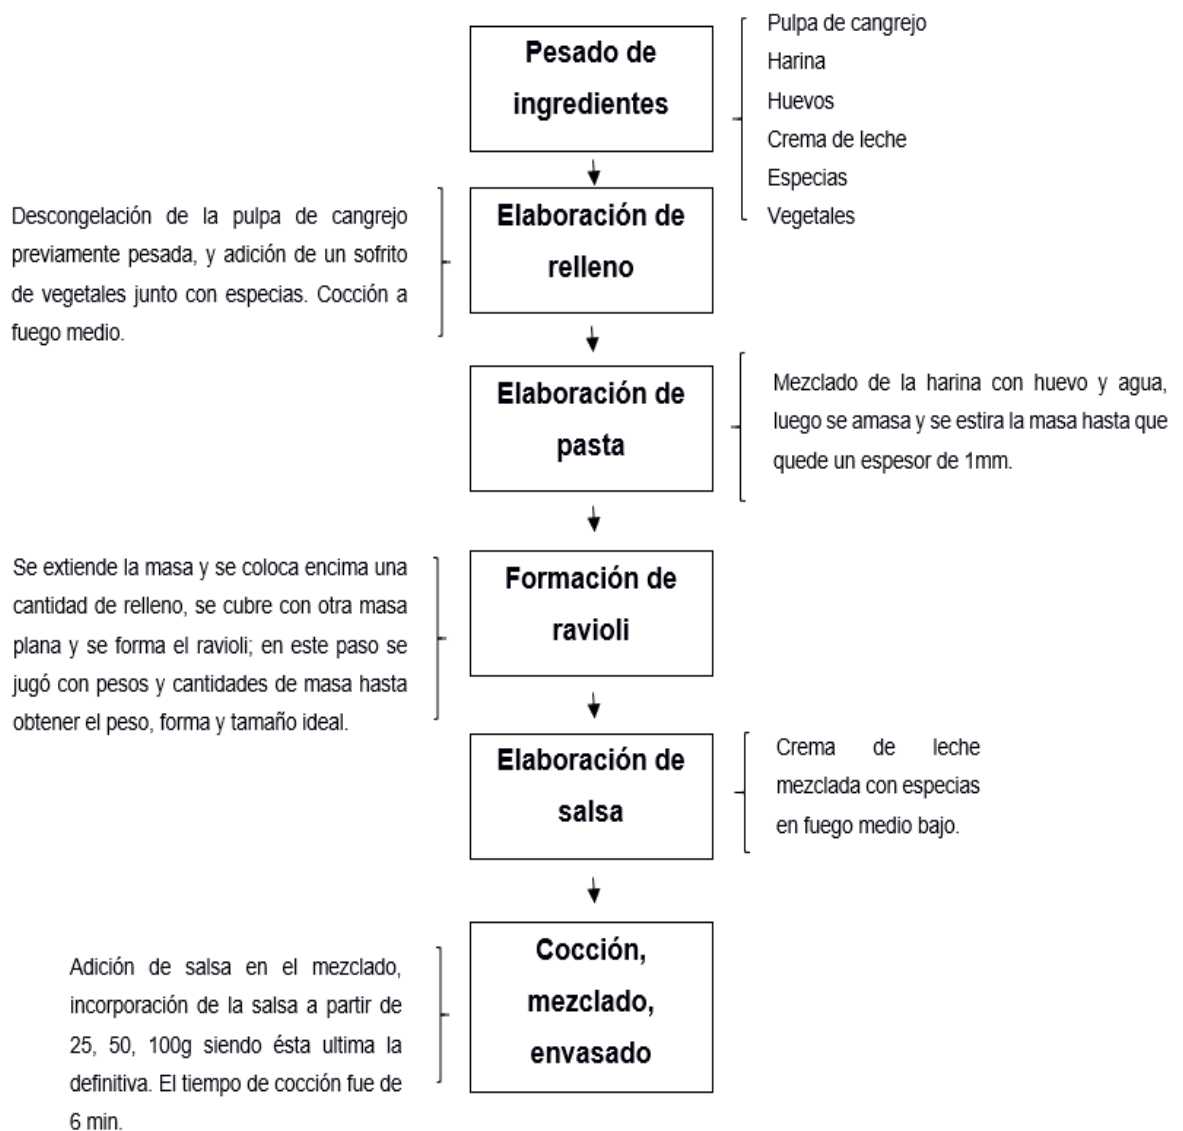 Pesado de
ingredientes
Pulpa de cangrejo
Harina
Huevos
Crema de leche
Especias
Vegetales
Elaboración de
relleno
Descongelación de la pulpa de cangrejo
previamente pesada, y adición de un sofrito
de vegetales junto con especias. Cocción a
fuego medio.
Elaboración de
pasta
Mezclado de la harina con huevo y agua,
luego se amasa y se estira la masa hasta que
quede un espesor de 1mm.
Formación de
ravioli
Se extiende la masa y se coloca encima una
cantidad de relleno, se cubre con otra masa
plana y se forma el ravioli; en este paso se
jugó con pesos y cantidades de masa hasta
obtener el peso, forma y tamaño ideal.
Elaboración de
salsa
Crema de leche
mezclada con especias
en fuego medio bajo.
Cocción,
mezclado,
envasado
Adición de salsa en el mezclado,
incorporación de la salsa a partir de
25, 50, 100g siendo ésta ultima la
definitiva. El tiempo de cocción fue de
6 min.